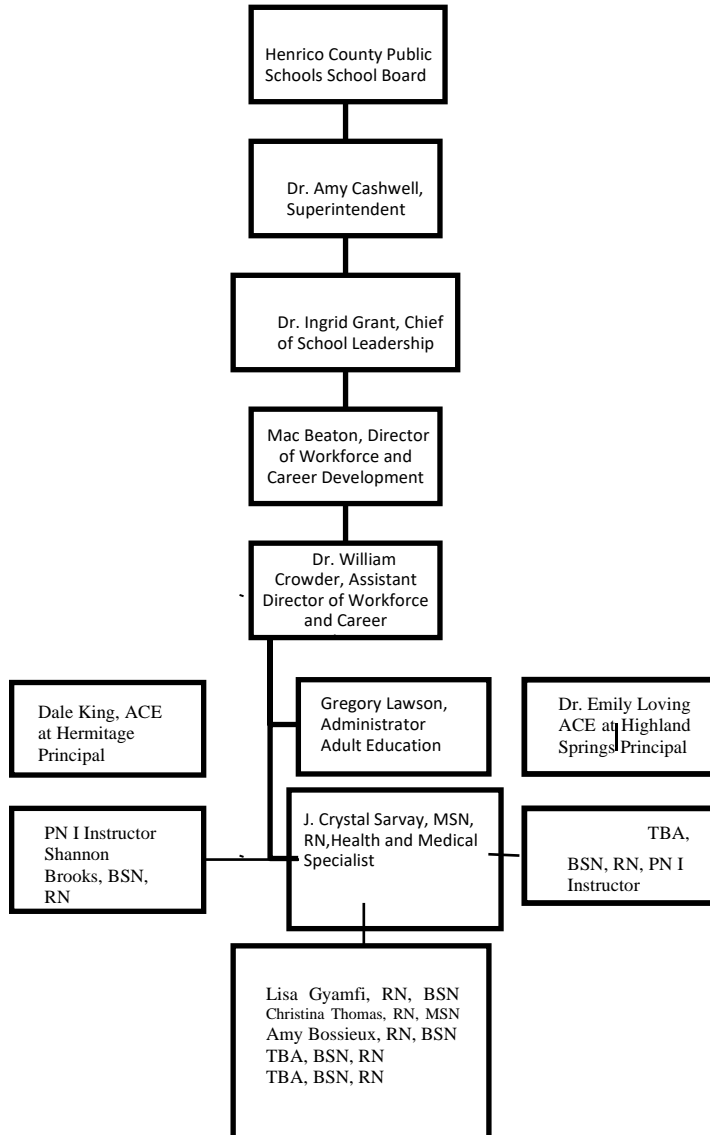 Henrico County Public
Schools School Board
Dr. Amy Cashwell,
Superintendent
Dr. Ingrid Grant, Chief
of School Leadership
Mac Beaton, Director
of Workforce and
Career Development
Dr. William
Crowder, Assistant
Director of Workforce
and Career
Dale King, ACE
at Hermitage
Principal
Gregory Lawson,
Administrator
Adult Education
Dr. Emily Loving
ACE at Highland
Springs Principal
PN I Instructor
Shannon
Brooks, BSN,
RN
J. Crystal Sarvay, MSN,
RN,Health and Medical
Specialist
TBA,
BSN, RN, PN I
Instructor
Lisa Gyamfi, RN, BSN
Christina Thomas, RN, MSN
Amy Bossieux, RN, BSN
TBA, BSN, RN
TBA, BSN, RN